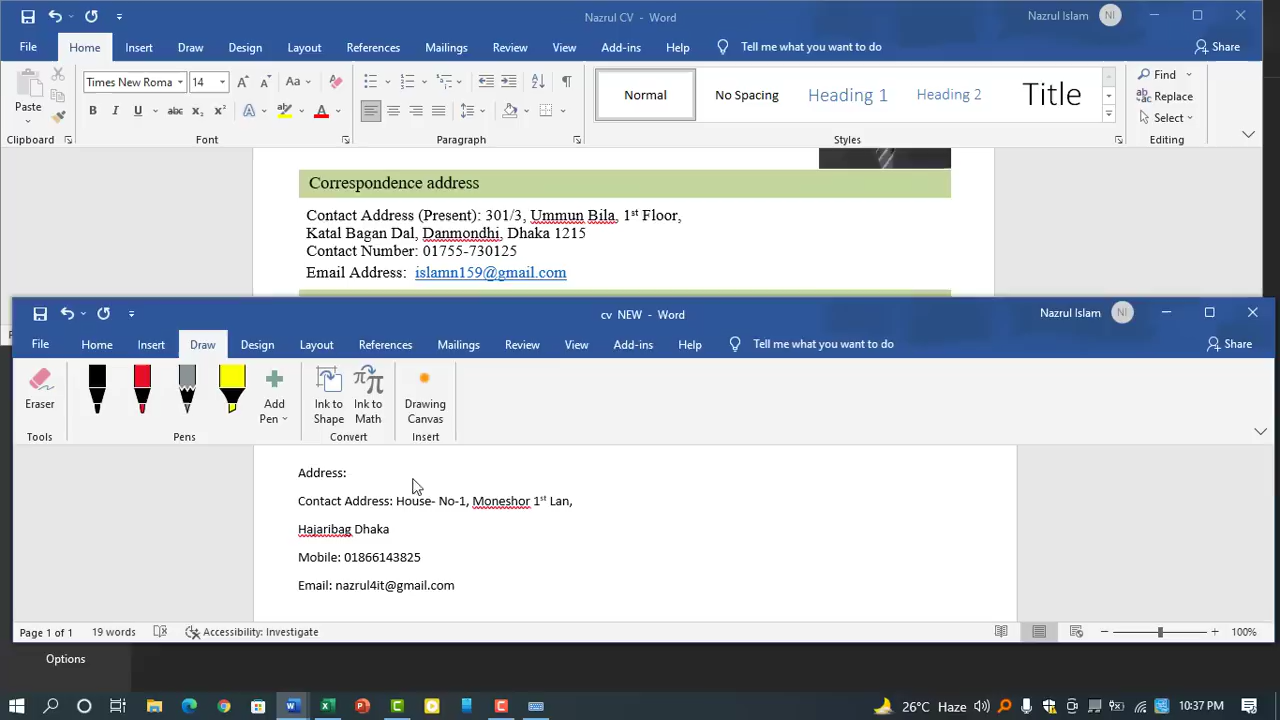 Nazrul CV - Word
Nazrul Islam NI
File Home Insert Draw Design Layout References Mailings Review View Add-ins Help Tell me what you want to do Share
Paste
Times New Roma 14 Aa
Normal No Spacing Heading 1 Heading 2 Title
Find
Replace
Select
B I U abc x₂ x² A
Clipboard Font Paragraph Styles Editing
Correspondence address
Contact Address (Present): 301/3, Ummun Bila, 1st Floor,
Katal Bagan Dal, Danmondhi, Dhaka 1215
Contact Number: 01755-730125
Email Address: islamn159@gmail.com
cv NEW - Word
Nazrul Islam NI
File Home Insert Draw Design Layout References Mailings Review View Add-ins Help Tell me what you want to do Share
Eraser
Add Pen
Ink to Shape
Ink to Math
Drawing Canvas
Tools Pens Convert Insert
Address:
Contact Address: House- No-1, Moneshor 1st Lan,
Hajaribag Dhaka
Mobile: 01866143825
Email: nazrul4it@gmail.com
Page 1 of 1 19 words Accessibility: Investigate 100%
Options
26°C Haze 10:37 PM